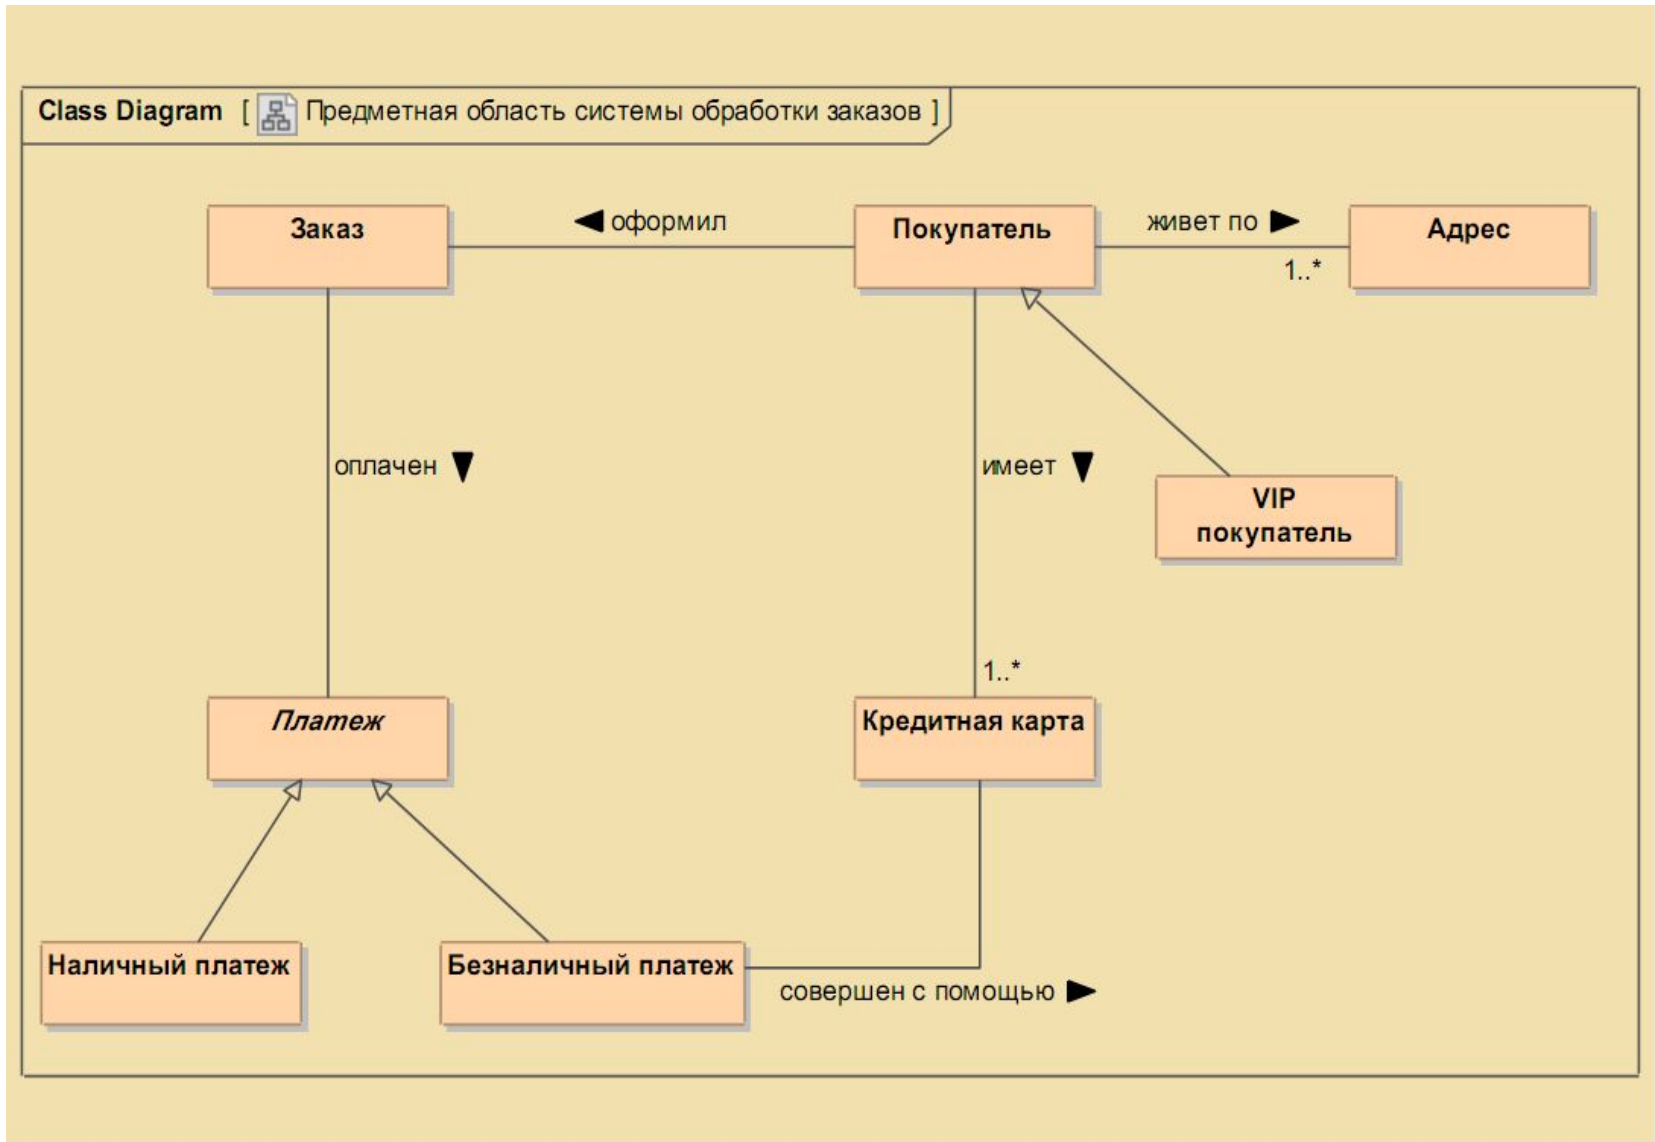 Class Diagram [ Предметная область системы обработки заказов ]
Заказ
оформил
Покупатель
живет по
Адрес
1..*
оплачен
имеет
VIP
покупатель
1..*
Платеж
Кредитная карта
Наличный платеж
Безналичный платеж
совершен с помощью